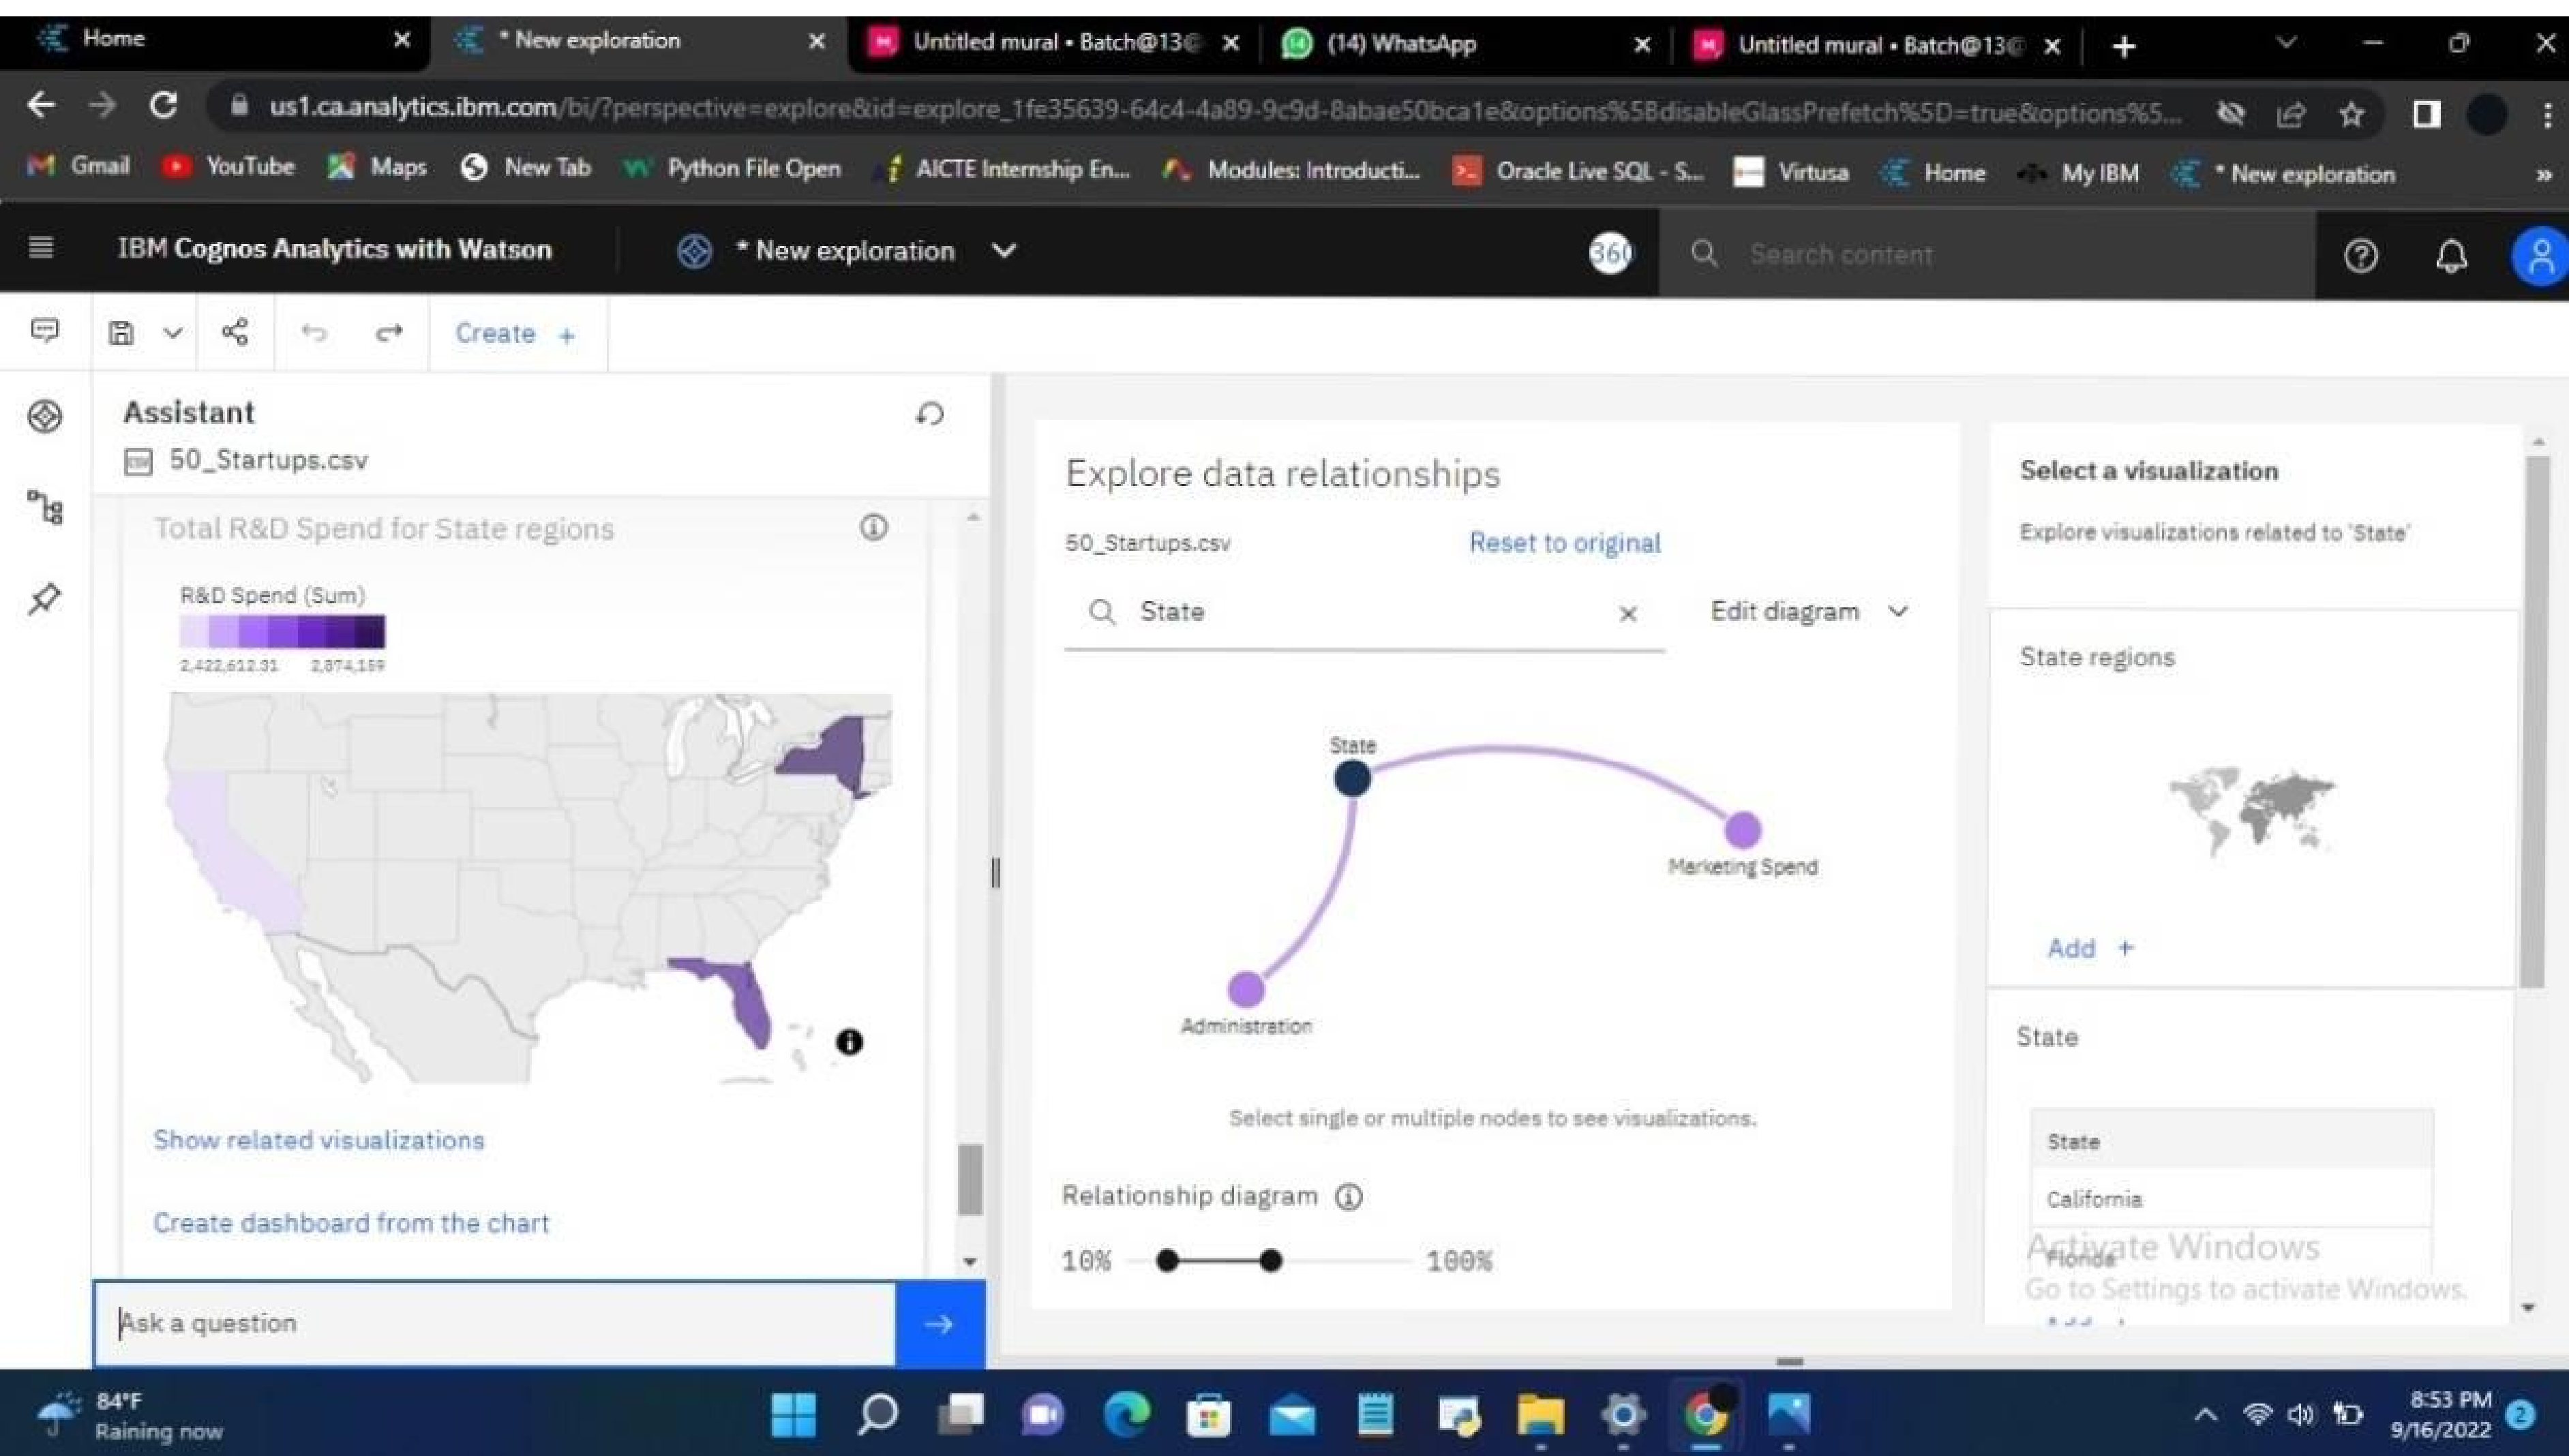 Home
* New exploration
Untitled mural • Batch@13@
(14) WhatsApp
Untitled mural • Batch@13@
us1.ca.analytics.ibm.com/bi/?perspective=explore&id=explore_1fe35639-64c4-4a89-9c9d-8abae50bca1e&options%5BdisableGlassPrefetch%5D=true&options%5...
Gmail
YouTube
Maps
New Tab
Python File Open
AICTE Internship En...
Modules: Introducti...
Oracle Live SQL - S...
Virtusa
Home
My IBM
* New exploration
IBM Cognos Analytics with Watson
* New exploration
360
Search content
Create +
Assistant
50_Startups.csv
Total R&D Spend for State regions
R&D Spend (Sum)
2,422,612.31 2,874,159
Show related visualizations
Create dashboard from the chart
Ask a question
Explore data relationships
50_Startups.csv
Reset to original
State
Edit diagram
State
Marketing Spend
Administration
Select single or multiple nodes to see visualizations.
Relationship diagram
10% 100%
Select a visualization
Explore visualizations related to 'State'
State regions
Add +
State
State
California
Florida
Activate Windows
Go to Settings to activate Windows.
84°F
Raining now
8:53 PM
9/16/2022
2